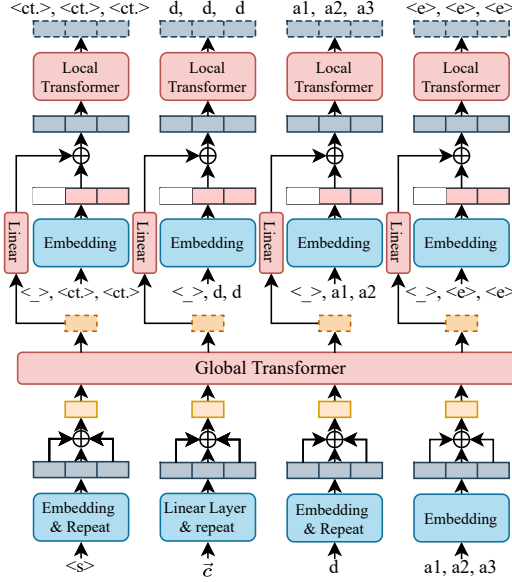 <ct.>, <ct.>, <ct.> d, d, d a1, a2, a3 <e>, <e>, <e>
Local Transformer Local Transformer Local Transformer Local Transformer
Linear Embedding Linear Embedding Linear Embedding Linear Embedding
<_>, <ct.>, <ct.> <_>, d, d <_>, a1, a2 <_>, <e>, <e>
Global Transformer
Embedding & Repeat Linear Layer & repeat Embedding & Repeat Embedding
<s> c⃗ d a1, a2, a3